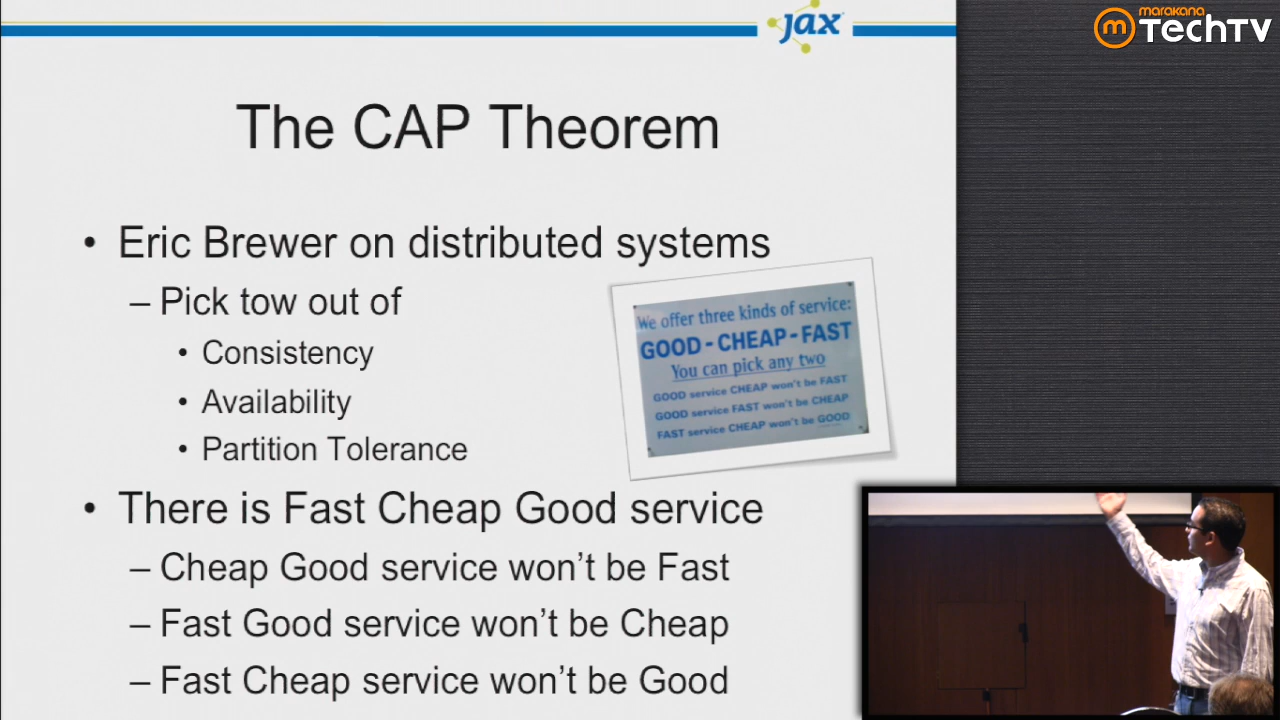 jax
marakana
m TechTV
The CAP Theorem
• Eric Brewer on distributed systems
– Pick tow out of
• Consistency
• Availability
• Partition Tolerance
We offer three kinds of service:
GOOD - CHEAP - FAST
You can pick any two
GOOD service CHEAP won't be FAST
GOOD service FAST won't be CHEAP
FAST service CHEAP won't be GOOD
• There is Fast Cheap Good service
– Cheap Good service won't be Fast
– Fast Good service won't be Cheap
– Fast Cheap service won't be Good